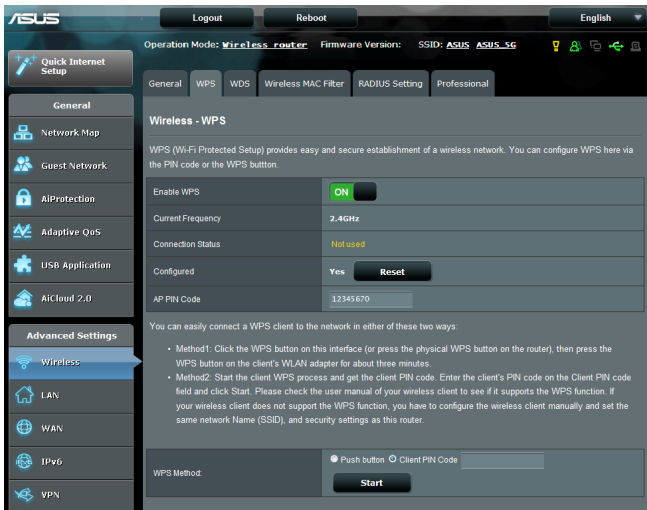 ASUS
Logout
Reboot
English
Operation Mode: Wireless router Firmware Version: SSID: ASUS ASUS_5G
Quick Internet
Setup
General
Network Map
Guest Network
AiProtection
Adaptive QoS
USB Application
AiCloud 2.0
Advanced Settings
Wireless
LAN
WAN
IPv6
VPN
General WPS WDS Wireless MAC Filter RADIUS Setting Professional
Wireless - WPS
WPS (Wi-Fi Protected Setup) provides easy and secure establishment of a wireless network. You can configure WPS here via
the PIN code or the WPS buttton.
Enable WPS ON
Current Frequency 2.4GHz
Connection Status Not used
Configured Yes Reset
AP PIN Code 12345670
You can easily connect a WPS client to the network in either of these two ways:
• Method1: Click the WPS button on this interface (or press the physical WPS button on the router), then press the
WPS button on the client's WLAN adapter for about three minutes.
• Method2: Start the client WPS process and get the client PIN code. Enter the client's PIN code on the Client PIN code
field and click Start. Please check the user manual of your wireless client to see if it supports the WPS function. If
your wireless client does not support the WPS function, you have to configure the wireless client manually and set the
same network Name (SSID), and security settings as this router.
WPS Method: Push button Client PIN Code
Start